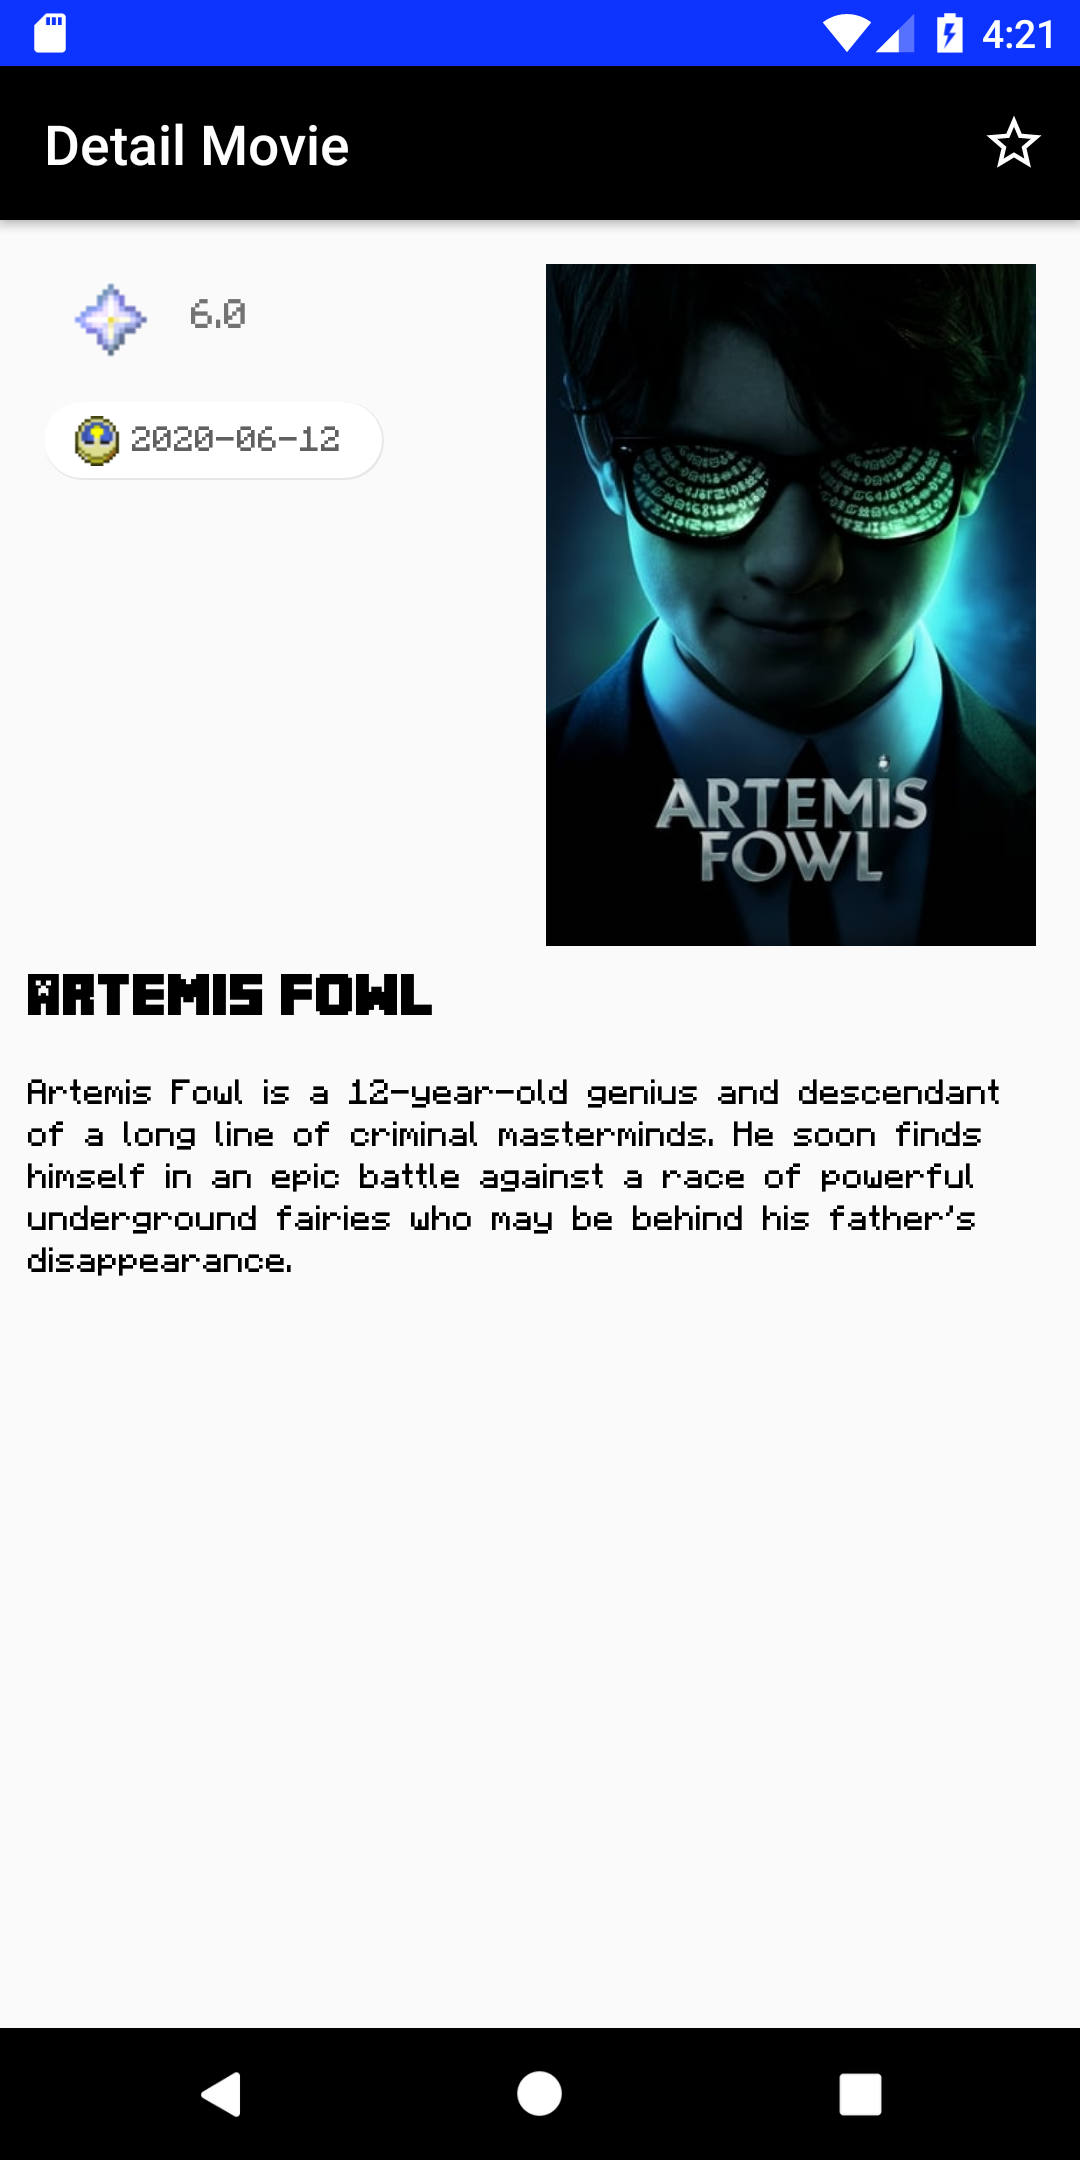 4:21
Detail Movie
6.0
2020-06-12
ARTEMIS
FOWL
ARTEMIS FOWL
Artemis Fowl is a 12-year-old genius and descendant
of a long line of criminal masterminds. He soon finds
himself in an epic battle against a race of powerful
underground fairies who may be behind his father's
disappearance.